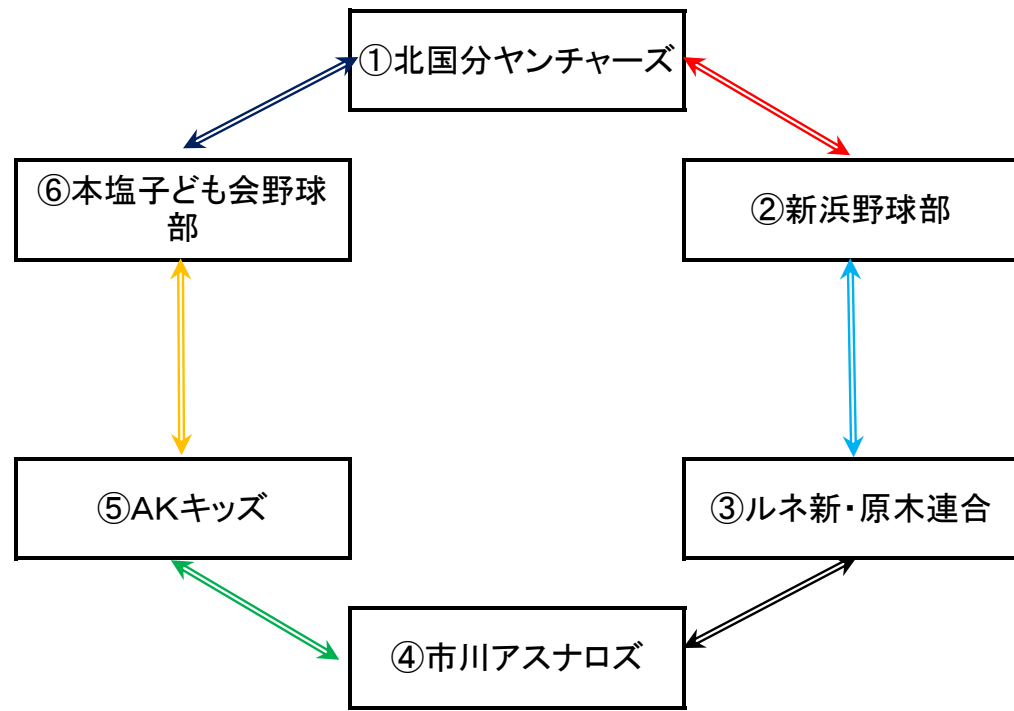 ①北国分ヤンチャーズ
⑥本塩子ども会野球
部
②新浜野球部
⑤AKキッズ
③ルネ新・原木連合
④市川アスナロズ